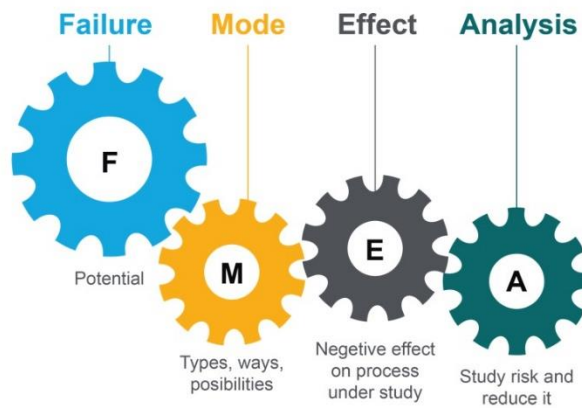 Failure
Mode
Effect
Analysis
F
M
E
A
Potential
Types, ways,
posibilities
Negetive effect
on process
under study
Study risk and
reduce it